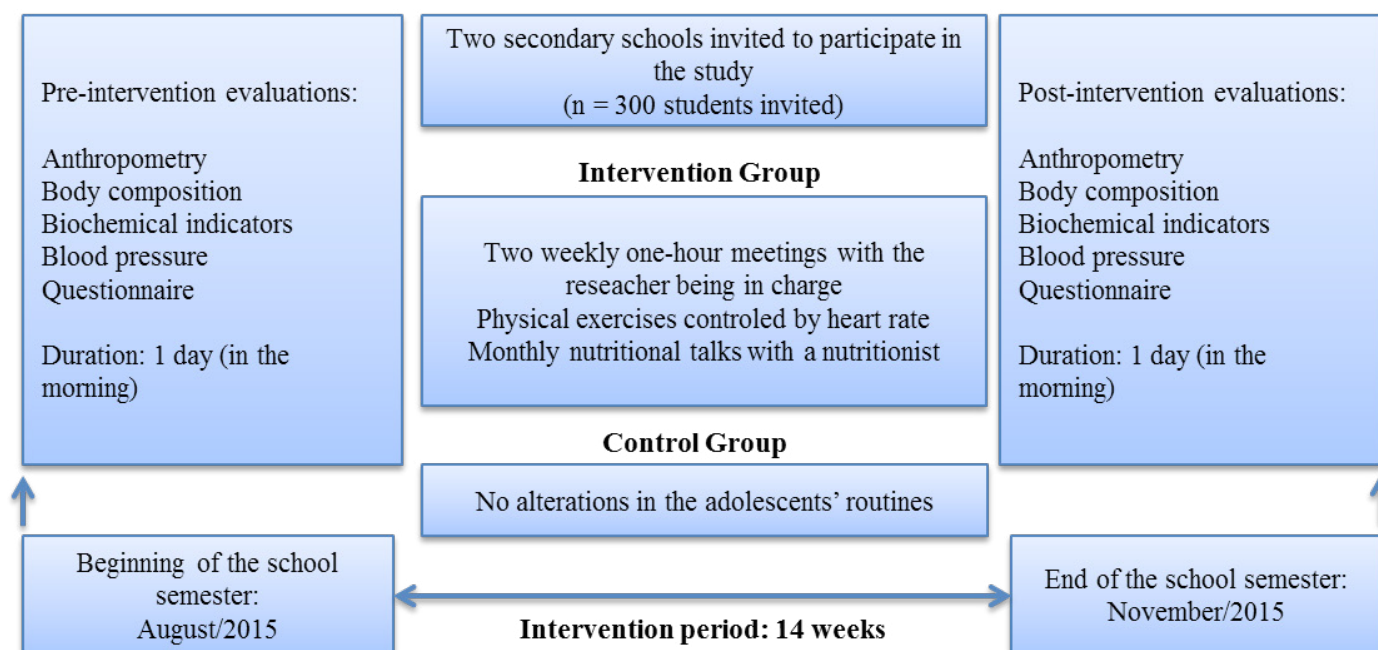 Pre-intervention evaluations:
Anthropometry
Body composition
Biochemical indicators
Blood pressure
Questionnaire
Duration: 1 day (in the
morning)
Two secondary schools invited to participate in
the study
(n = 300 students invited)
Intervention Group
Two weekly one-hour meetings with the
reseacher being in charge
Physical exercises controled by heart rate
Monthly nutritional talks with a nutritionist
Control Group
No alterations in the adolescents’ routines
Post-intervention evaluations:
Anthropometry
Body composition
Biochemical indicators
Blood pressure
Questionnaire
Duration: 1 day (in the
morning)
Beginning of the school
semester:
August/2015
Intervention period: 14 weeks
End of the school semester:
November/2015